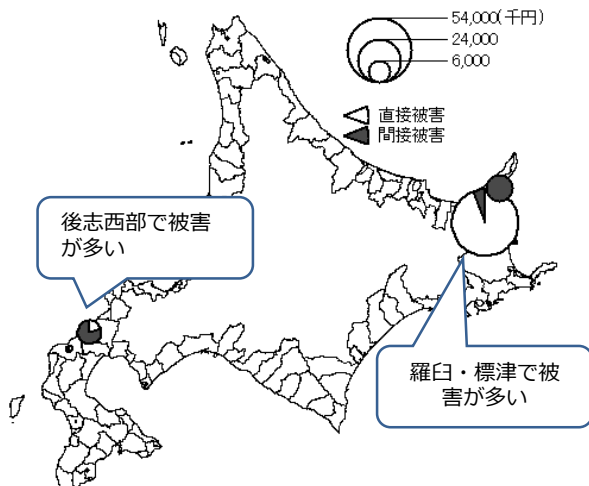 54,000(千円)
24,000
6,000
直接被害
間接被害
後志西部で被害
が多い
羅臼・標津で被
害が多い